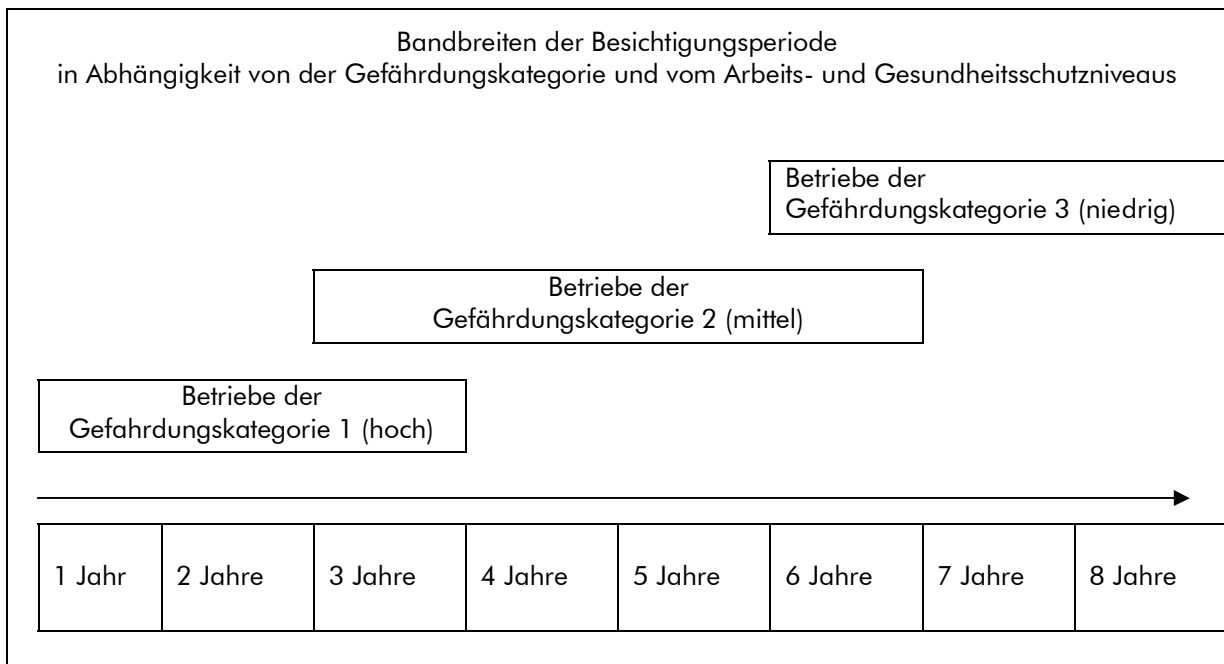 Bandbreiten der Besichtigungsperiode
in Abhängigkeit von der Gefährdungskategorie und vom Arbeits- und Gesundheitsschutzniveaus
Betriebe der
Gefährdungskategorie 3 (niedrig)
Betriebe der
Gefährdungskategorie 2 (mittel)
Betriebe der
Gefahrdungskategorie 1 (hoch)
1 Jahr 2 Jahre 3 Jahre 4 Jahre 5 Jahre 6 Jahre 7 Jahre 8 Jahre